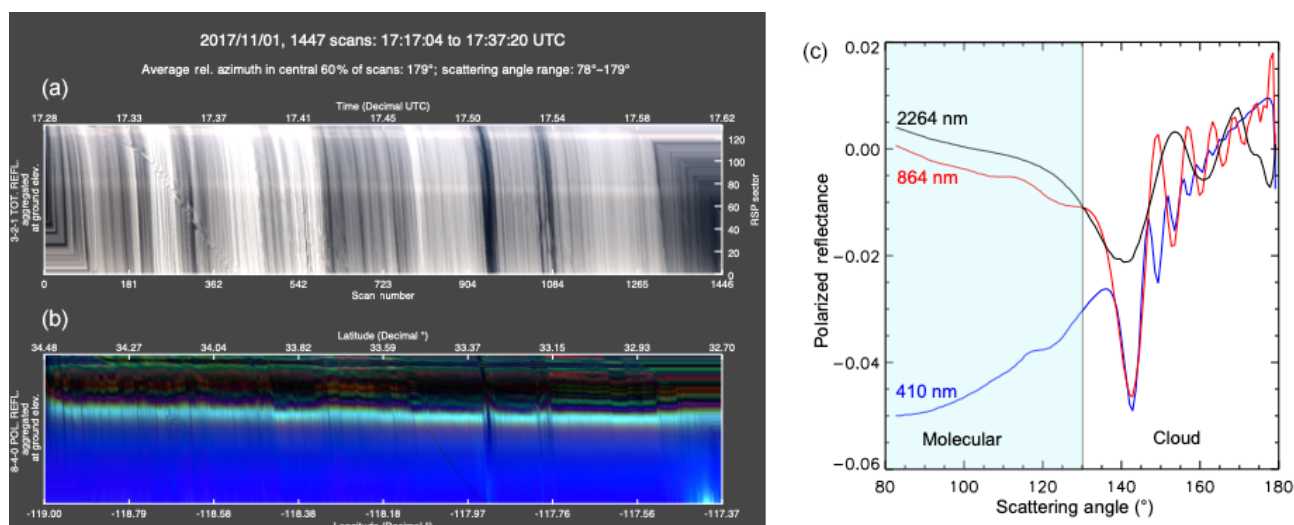 2017/11/01, 1447 scans: 17:17:04 to 17:37:20 UTC
Average rel. azimuth in central 60% of scans: 179°; scattering angle range: 78°–179°
(a)
Time (Decimal UTC)
17.28 17.33 17.37 17.41 17.45 17.50 17.54 17.58 17.62
3-2-1 TOT. REFL.
aggregated
at ground elev.
120
100
80
60
40
20
0
RSP sector
0 181 362 542 723 904 1084 1265 1446
Scan number
(b)
Latitude (Decimal °)
34.48 34.27 34.04 33.82 33.59 33.37 33.15 32.93 32.70
8-4-0 POL. REFL.
aggregated
at ground elev.
-119.00 -118.79 -118.58 -118.38 -118.18 -117.97 -117.76 -117.56 -117.37
Longitude (Decimal °)
(c)
0.02
0.00
−0.02
−0.04
−0.06
Polarized reflectance
2264 nm
864 nm
410 nm
Molecular Cloud
80 100 120 140 160 180
Scattering angle (°)